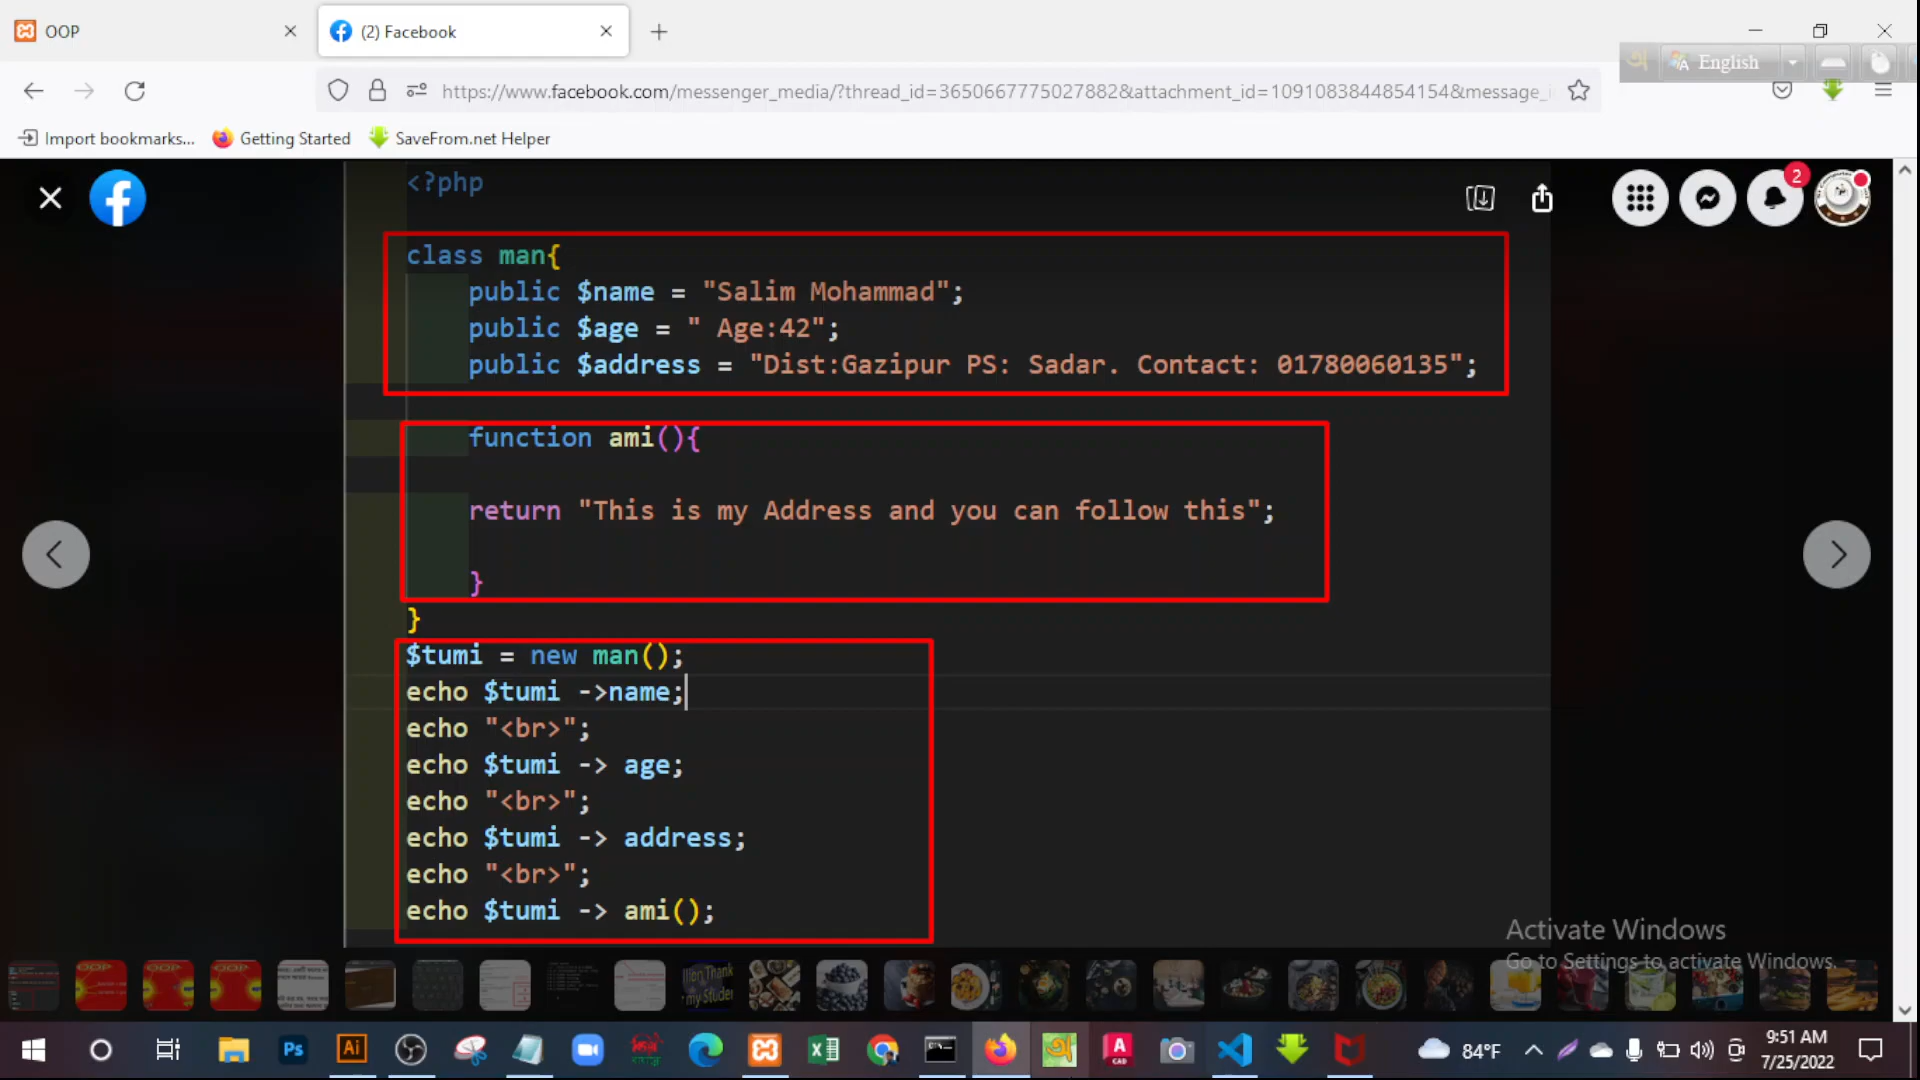 OOP
(2) Facebook
English
https://www.facebook.com/messenger_media/?thread_id=3650667775027882&attachment_id=1091083844854154&message_i
Import bookmarks...
Getting Started
SaveFrom.net Helper
2
<?php
class man{
public $name = "Salim Mohammad";
public $age = " Age:42";
public $address = "Dist:Gazipur PS: Sadar. Contact: 01780060135";
function ami(){
return "This is my Address and you can follow this";
}
}
$tumi = new man();
echo $tumi ->name;
echo "<br>";
echo $tumi -> age;
echo "<br>";
echo $tumi -> address;
echo "<br>";
echo $tumi -> ami();
Activate Windows
Go to Settings to activate Windows.
Ps
Ai
84°F
9:51 AM
7/25/2022